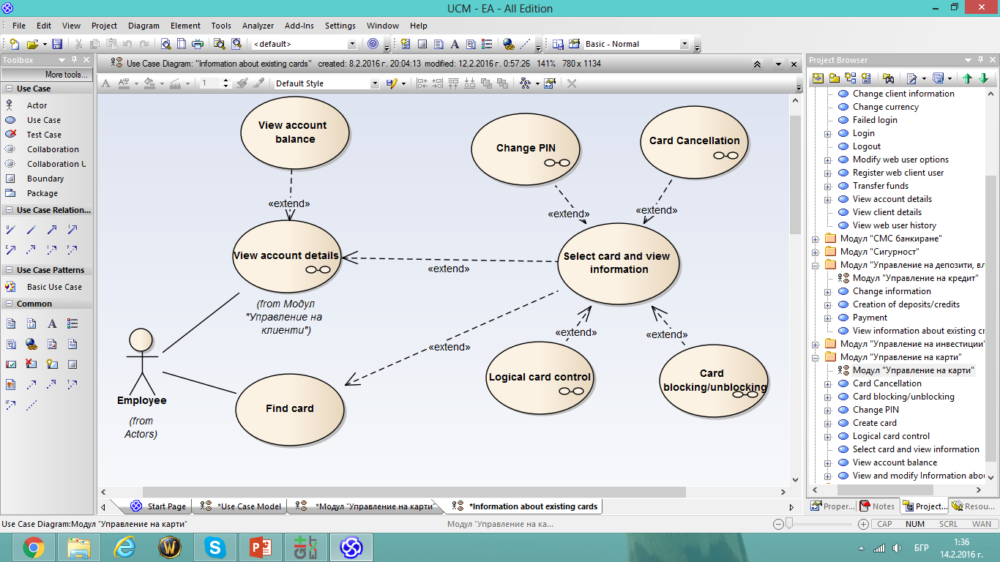 UCM - EA - All Edition
File Edit View Project Diagram Element Tools Analyzer Add-Ins Settings Window Help
<default>
Basic - Normal
Toolbox
More tools...
Use Case
Actor
Use Case
Test Case
Collaboration
Collaboration U
Boundary
Package
Use Case Relation...
Use Case Patterns
Basic Use Case
Common
Use Case Diagram: "Information about existing cards" created: 8.2.2016 г. 20:04:13 modified: 12.2.2016 г. 0:57:26 141% 780 x 1134
1
Default Style
View account
balance
Change PIN
Card Cancellation
«extend»
«extend»
«extend»
View account details
Select card and view
information
«extend»
(from Модул
"Управление на
клиенти")
«extend»
«extend»
«extend»
Logical card control
Card
blocking/unblocking
Employee
(from
Actors)
Find card
Start Page
*Use Case Model
*Модул "Управление на карти"
*Information about existing cards
Project Browser
Change client information
Change currency
Failed login
Login
Logout
Modify web user options
Register web client user
Transfer funds
View account details
View client details
View web user history
Модул "СМС банкиране"
Модул "Сигурност"
Модул "Управление на депозити, вл
Модул "Управление на кредит"
Change information
Creation of deposits/credits
Payment
View information about existing cr
Модул "Управление на инвестиции"
Модул "Управление на карти"
Модул "Управление на карти"
Card Cancellation
Card blocking/unblocking
Change PIN
Create card
Logical card control
Select card and view information
View account balance
View and modify Information abou
Proper... Notes Project... Resou...
Use Case Diagram:Модул "Управление на карти"
Модул "Управление на ка...
CAP NUM SCRL WAN
БГР
1:36
14.2.2016 г.